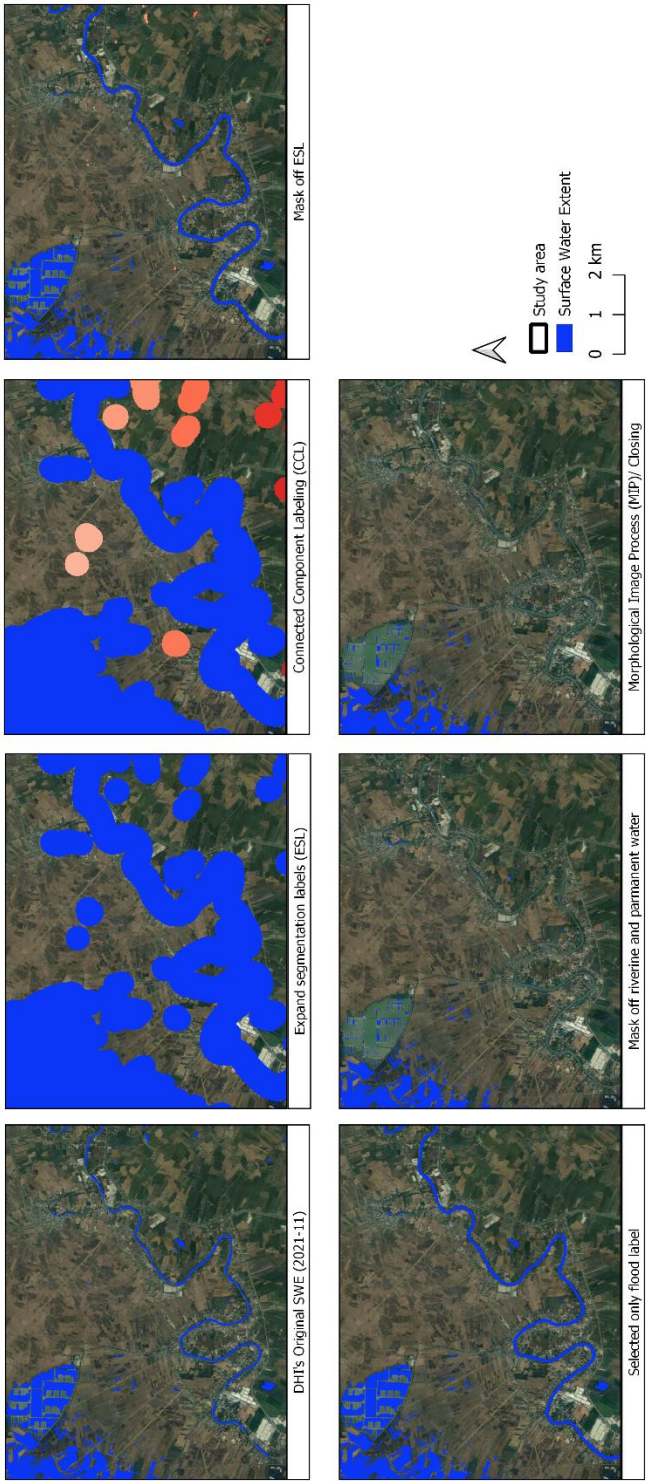 DHI's Original SWE (2021-11)
Expand segmentation labels (ESL)
Connected Component Labeling (CCL)
Mask off ESL
Selected only flood label
Mask off riverine and parmanent water
Morphological Image Process (MIP)/ Closing
Study area
Surface Water Extent
0 1 2 km